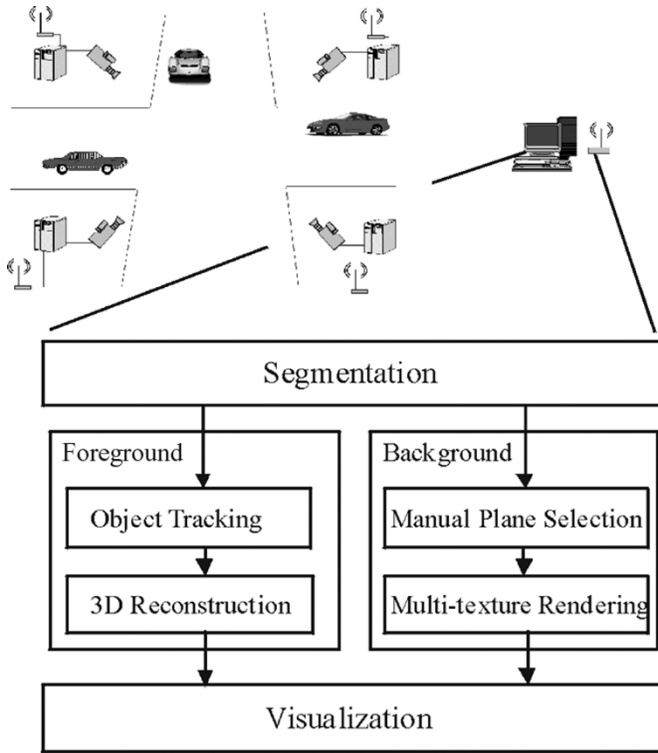 Segmentation
Foreground
Object Tracking
3D Reconstruction
Background
Manual Plane Selection
Multi-texture Rendering
Visualization